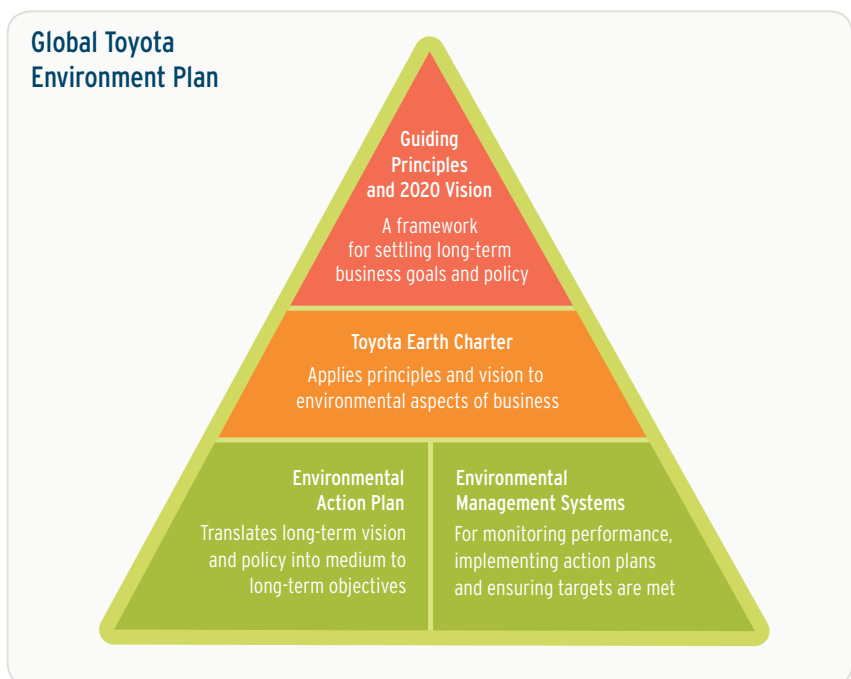 Global Toyota
Environment Plan
Guiding
Principles
and 2020 Vision
A framework
for settling long-term
business goals and policy
Toyota Earth Charter
Applies principles and vision to
environmental aspects of business
Environmental
Action Plan
Translates long-term vision
and policy into medium to
long-term objectives
Environmental
Management Systems
For monitoring performance,
implementing action plans
and ensuring targets are met